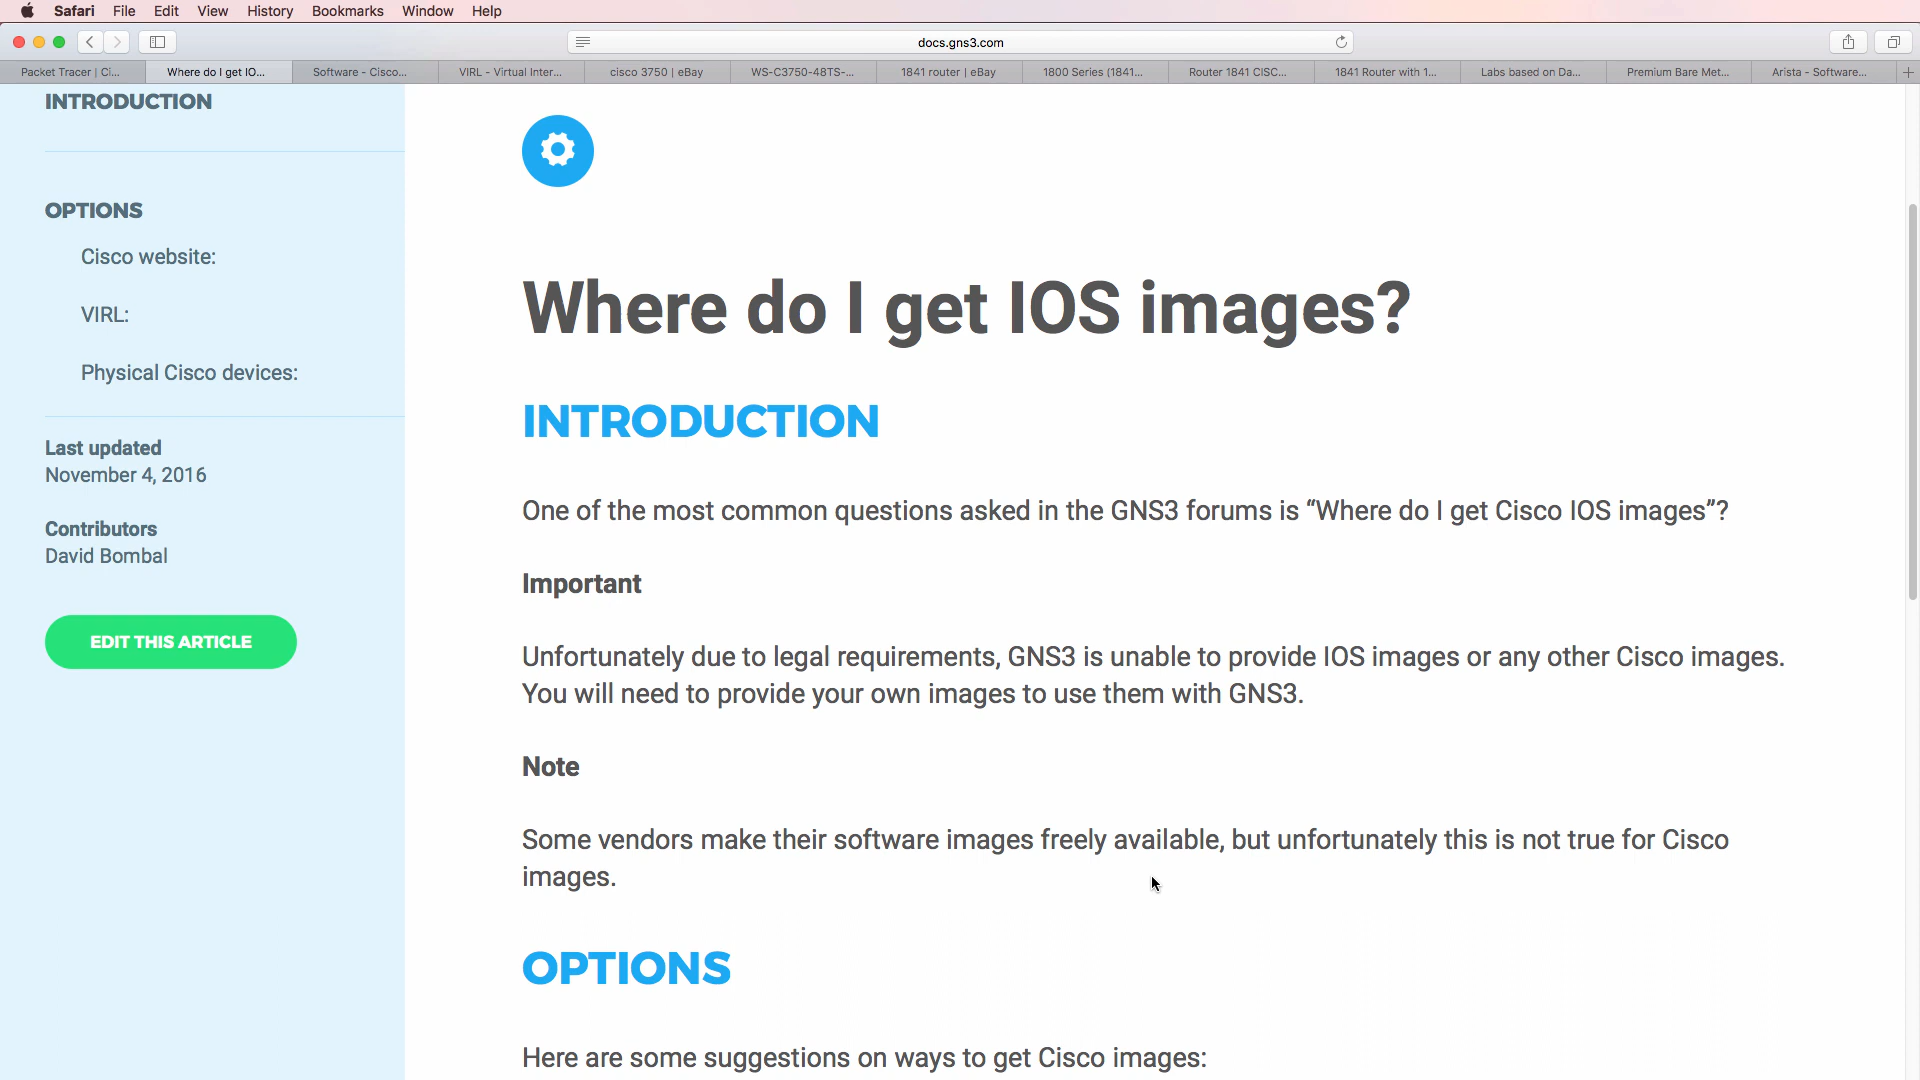 Safari File Edit View History Bookmarks Window Help
docs.gns3.com
Packet Tracer | Ci... Where do I get IO... Software - Cisco... VIRL - Virtual Inter... cisco 3750 | eBay WS-C3750-48TS-... 1841 router | eBay 1800 Series (1841... Router 1841 CISC... 1841 Router with 1... Labs based on Da... Premium Bare Met... Arista - Software...
INTRODUCTION
OPTIONS
Cisco website:
VIRL:
Physical Cisco devices:
Last updated
November 4, 2016
Contributors
David Bombal
EDIT THIS ARTICLE
Where do I get IOS images?
INTRODUCTION
One of the most common questions asked in the GNS3 forums is “Where do I get Cisco IOS images”?
Important
Unfortunately due to legal requirements, GNS3 is unable to provide IOS images or any other Cisco images.
You will need to provide your own images to use them with GNS3.
Note
Some vendors make their software images freely available, but unfortunately this is not true for Cisco
images.
OPTIONS
Here are some suggestions on ways to get Cisco images: